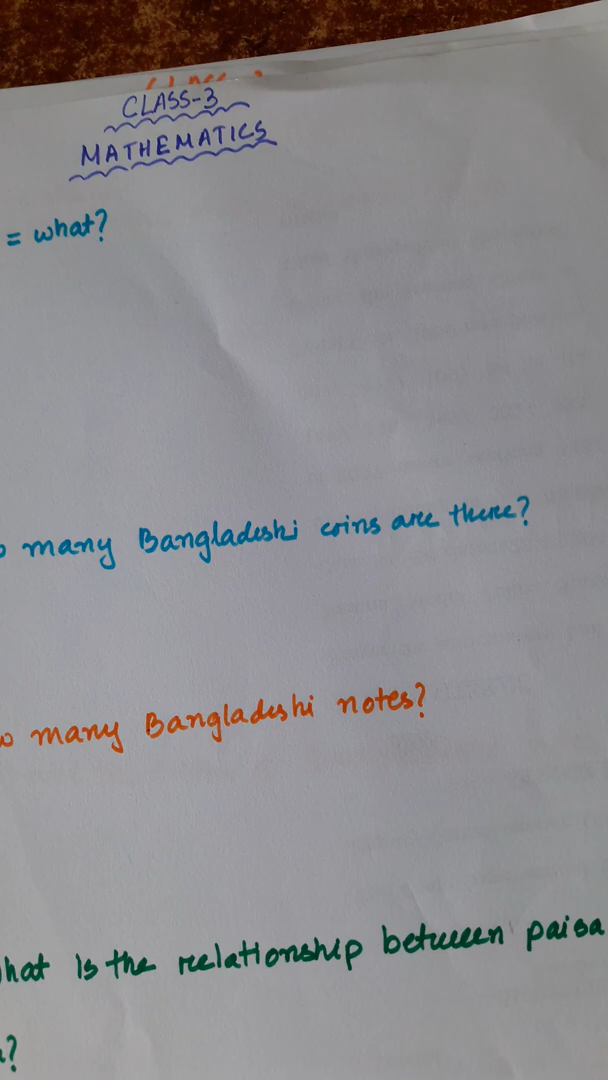 CLASS-3
MATHEMATICS
= what?
many Bangladeshi coins are there?
many Bangladeshi notes?
hat is the relationship between paisa
?